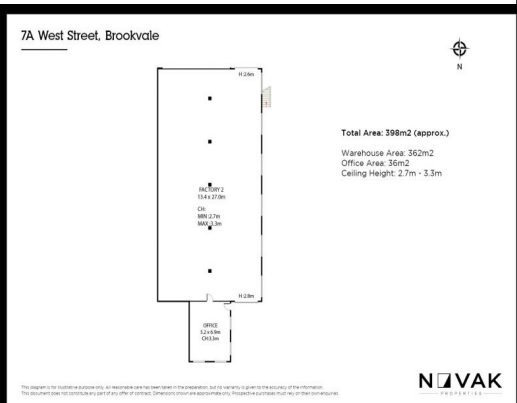 7A West Street, Brookvale
N
H :2.6m
Total Area: 398m2 (approx.)
Warehouse Area: 362m2
Office Area: 36m2
Ceiling Height: 2.7m - 3.3m
FACTORY 2
13.4 x 27.0m
CH:
MIN :2.7m
MAX :3.3m
H :2.8m
OFFICE
5.2 x 6.9m
CH:3.3m
This diagram is for illustrative purpose only. All reasonable care has been taken in the preparation, but no warranty is given to the accuracy of the information.
This document does not constitute any part of any offer of contract. Dimensions shown are approximate only. Prospective purchases must rely on their own enquiries.
NOVAK
PROPERTIES